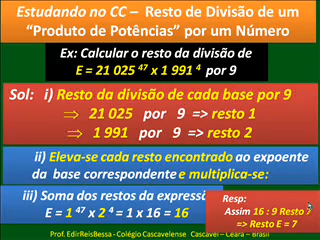 Estudando no CC – Resto de Divisão de um
“Produto de Potências” por um Número
Ex: Calcular o resto da divisão de
E = 21 025 ⁴⁷ x 1 991 ⁴ por 9
Sol: i) Resto da divisão de cada base por 9
⇒ 21 025 por 9 => resto 1
⇒ 1 991 por 9 => resto 2
ii) Eleva-se cada resto encontrado ao expoente
da base correspondente e multiplica-se:
iii) Soma dos restos da expressão
E = 1 ⁴⁷ x 2 ⁴ = 1 x 16 = 16
Resp:
Assim 16 : 9 Resto 7
=> Resto E = 7
Prof. EdirReisBessa - Colégio Cascavelense Cascavel – Ceará – Brasil